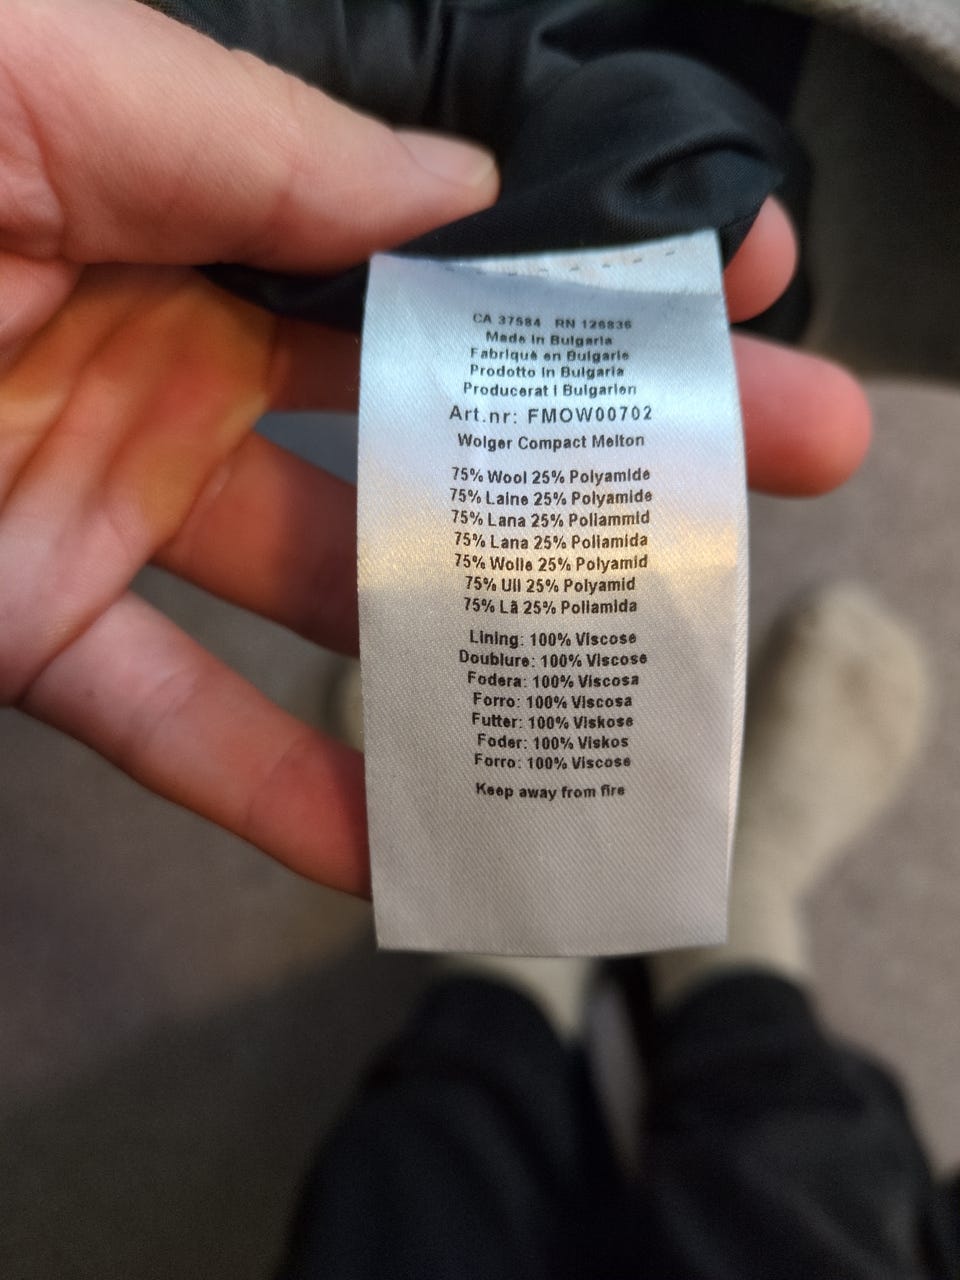 CA 37584 RN 126836
Made in Bulgaria
Fabriqué en Bulgarie
Prodotto in Bulgaria
Producerat i Bulgarien
Art.nr: FMOW00702
Wolger Compact Melton
75% Wool 25% Polyamide
75% Laine 25% Polyamide
75% Lana 25% Poliammid
75% Lana 25% Poliamida
75% Wolle 25% Polyamid
75% Ull 25% Polyamid
75% Lã 25% Poliamida
Lining: 100% Viscose
Doublure: 100% Viscose
Fodera: 100% Viscosa
Forro: 100% Viscosa
Futter: 100% Viskose
Foder: 100% Viskos
Forro: 100% Viscose
Keep away from fire